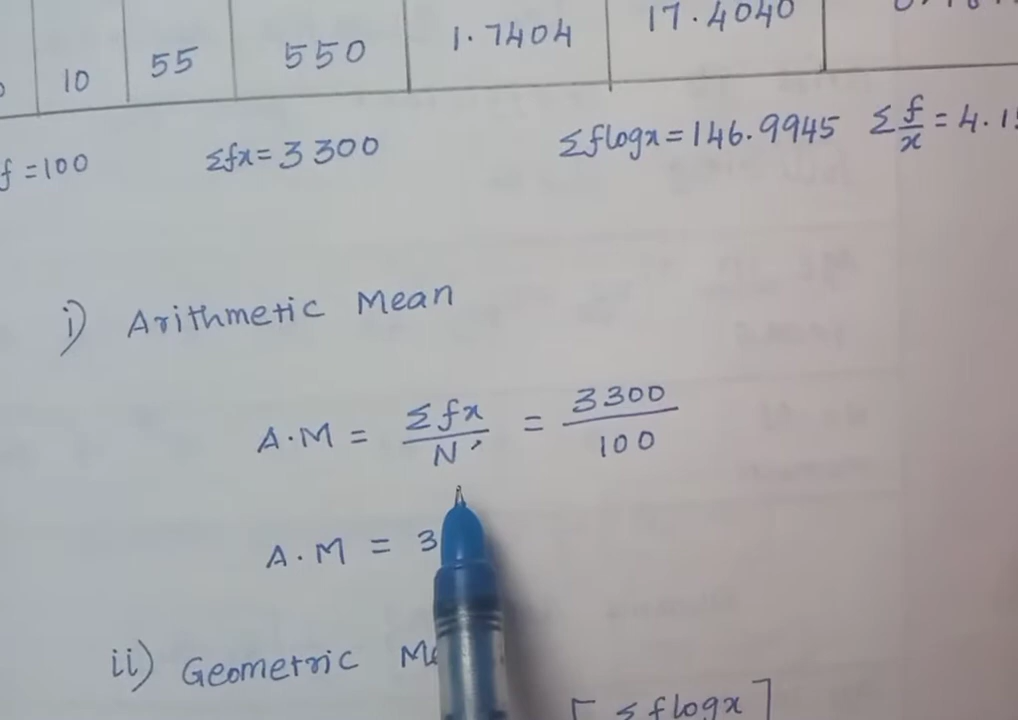 10 55 550 1.7404 17.4040
f = 100 Σfx = 3300 Σflogx = 146.9945 Σf/x = 4.1
i) Arithmetic Mean
A.M = Σfx/N = 3300/100
A.M = 3
ii) Geometric
[Σflogx]